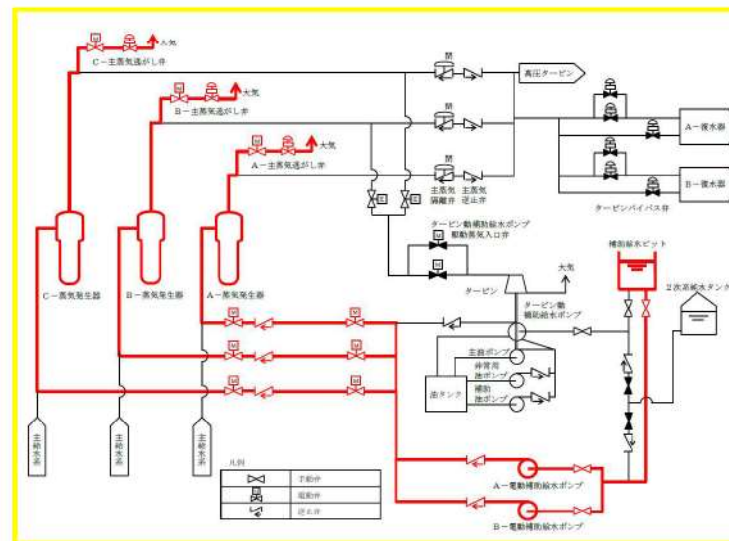 大気
C－主蒸気逃がし弁
大気
B－主蒸気逃がし弁
大気
A－主蒸気逃がし弁
閉
閉
閉
主蒸気
隔離弁
主蒸気
逆止弁
高圧タービン
A－復水器
B－復水器
タービンバイパス弁
タービン動補助給水ポンプ
駆動蒸気入口弁
タービン
大気
タービン動
補助給水ポンプ
補助給水ピット
2次系給水タンク
C－蒸気発生器
B－蒸気発生器
A－蒸気発生器
主油ポンプ
非常用
油ポンプ
補助
油ポンプ
油タンク
主給水系
主給水系
主給水系
凡例
手動弁
M
電動弁
逆止弁
A－電動補助給水ポンプ
B－電動補助給水ポンプ